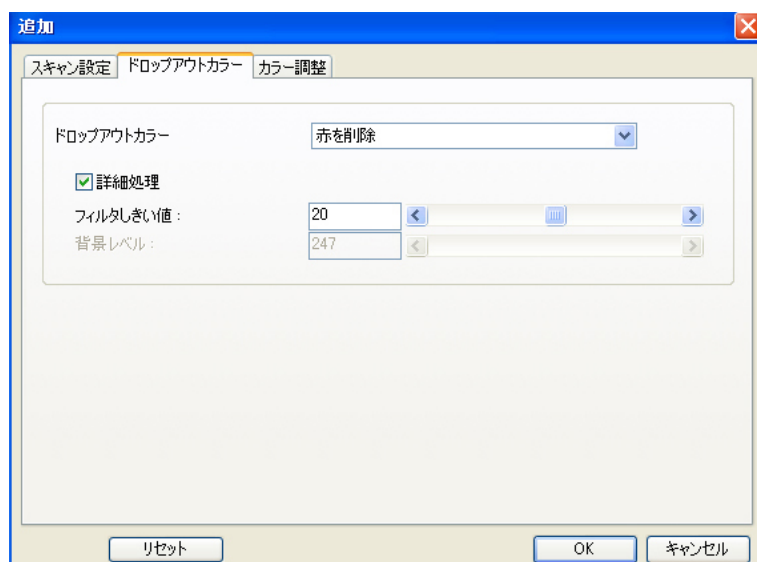 追加
スキャン設定 ドロップアウトカラー カラー調整
ドロップアウトカラー 赤を削除
詳細処理
フィルタしきい値： 20
背景レベル： 247
リセット OK キャンセル